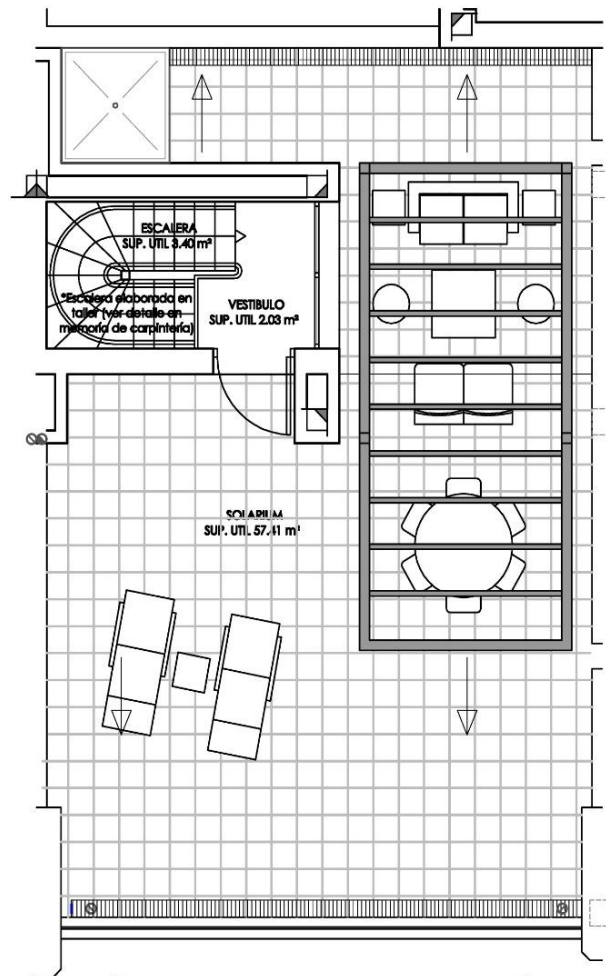 ESCALERA
SUP. UTIL 3.40 m²
*Escalera elaborada en
taller (ver detalle en
memoria de carpintería)
VESTIBULO
SUP. UTIL 2.03 m²
SOLARIUM
SUP. UTIL 57.41 m²